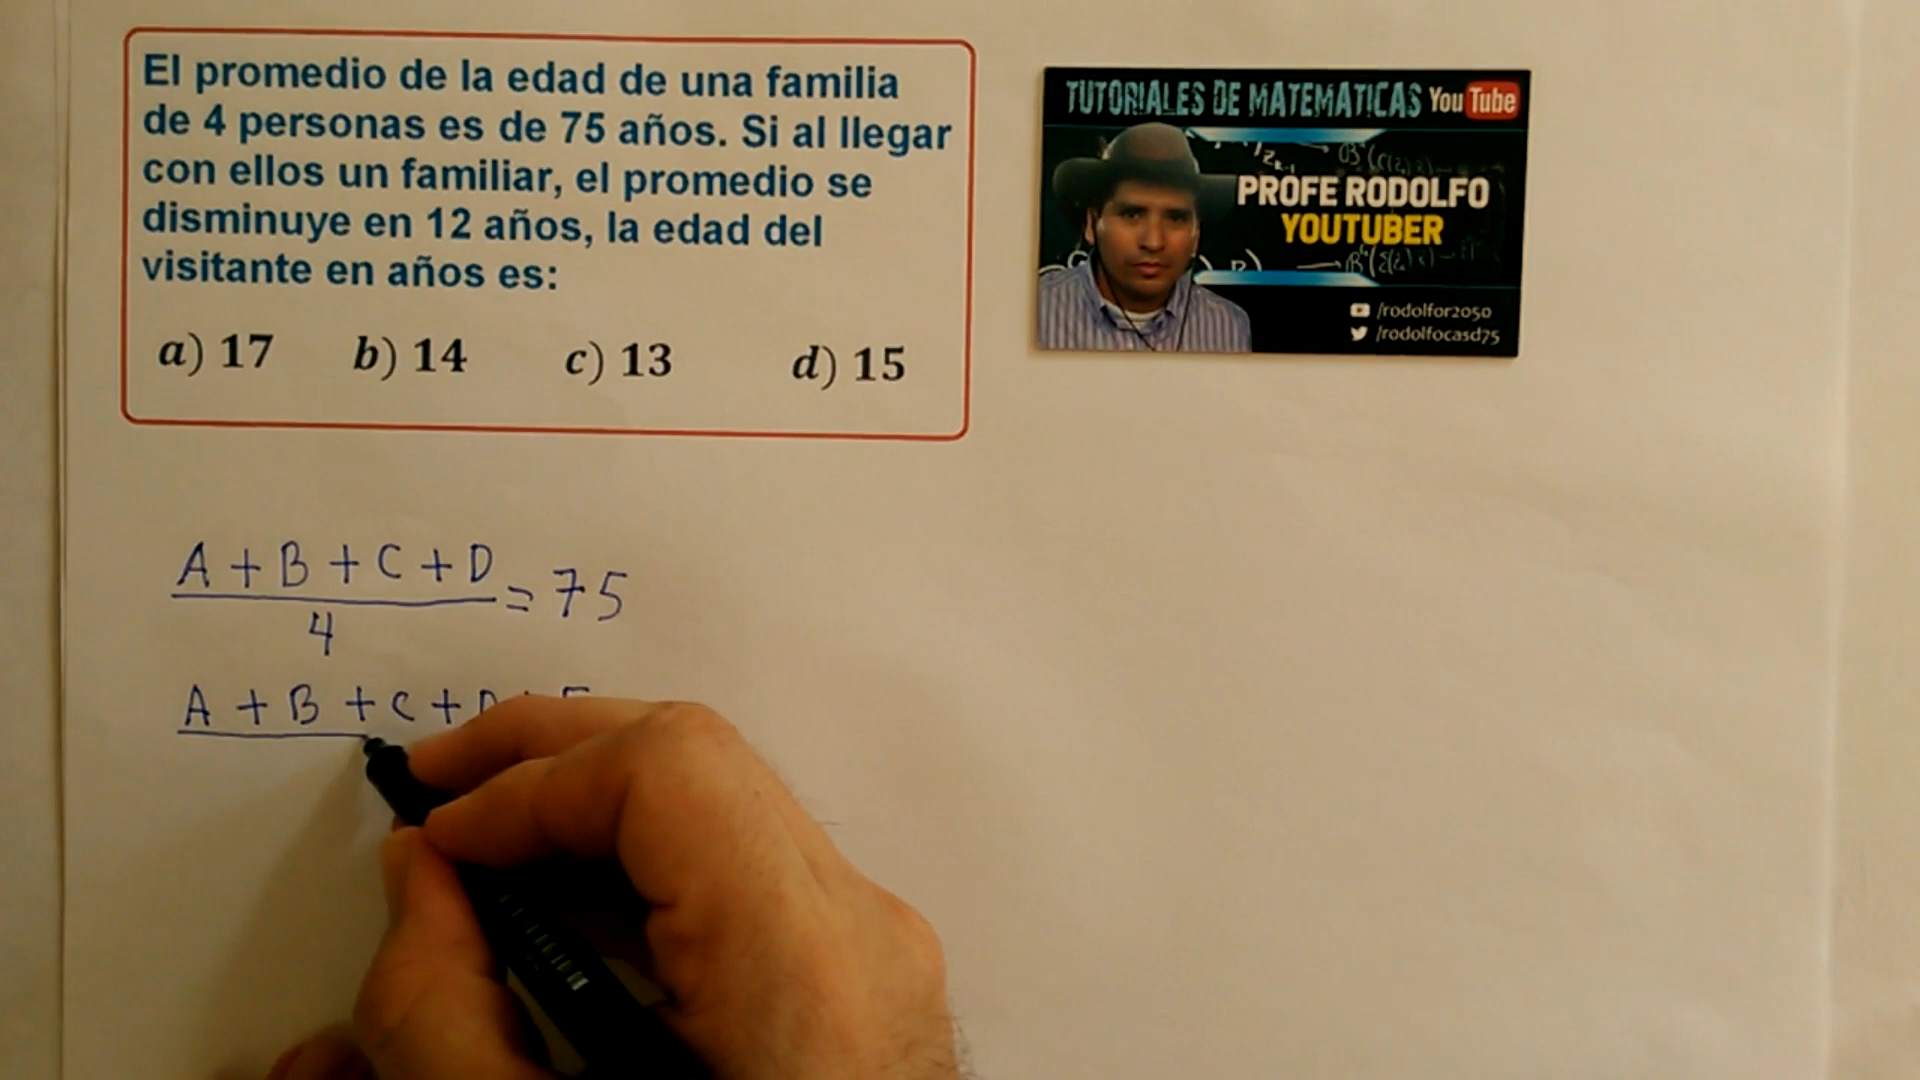 El promedio de la edad de una familia
de 4 personas es de 75 años. Si al llegar
con ellos un familiar, el promedio se
disminuye en 12 años, la edad del
visitante en años es:
a) 17 b) 14 c) 13 d) 15
TUTORIALES DE MATEMATICAS YouTube
PROFE RODOLFO
YOUTUBER
/rodolfor2050
/rodolfocasd75
A + B + C + D
= 75
4
A + B + C +